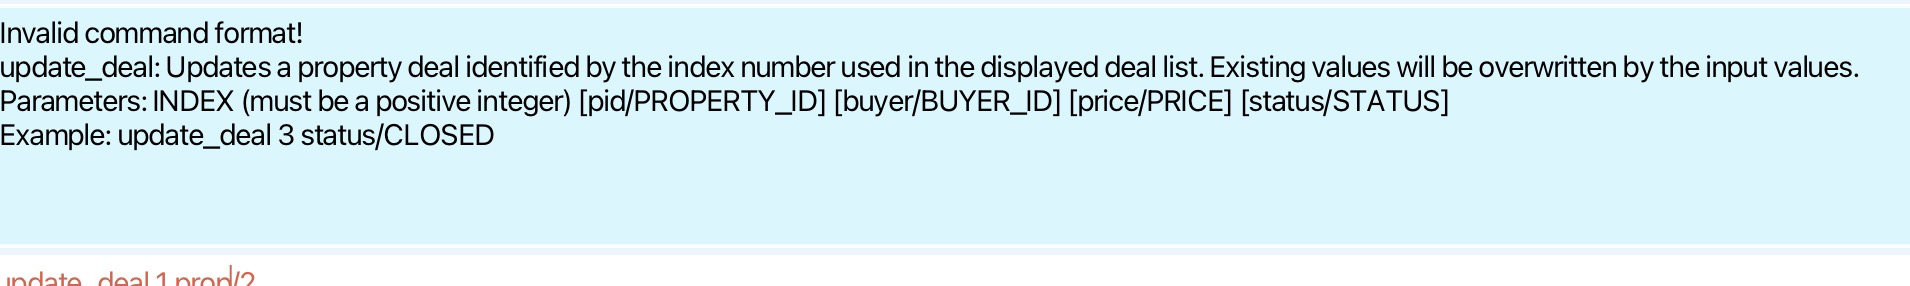 Invalid command format!
update_deal: Updates a property deal identified by the index number used in the displayed deal list. Existing values will be overwritten by the input values.
Parameters: INDEX (must be a positive integer) [pid/PROPERTY_ID] [buyer/BUYER_ID] [price/PRICE] [status/STATUS]
Example: update_deal 3 status/CLOSED
update_deal 1 prop/2